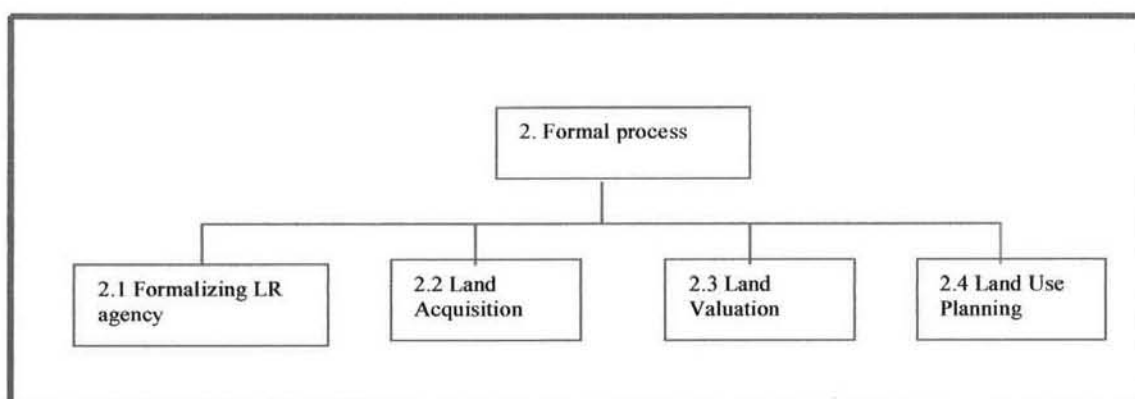 2. Formal process
2.1 Formalizing LR
agency
2.2 Land
Acquisition
2.3 Land
Valuation
2.4 Land Use
Planning